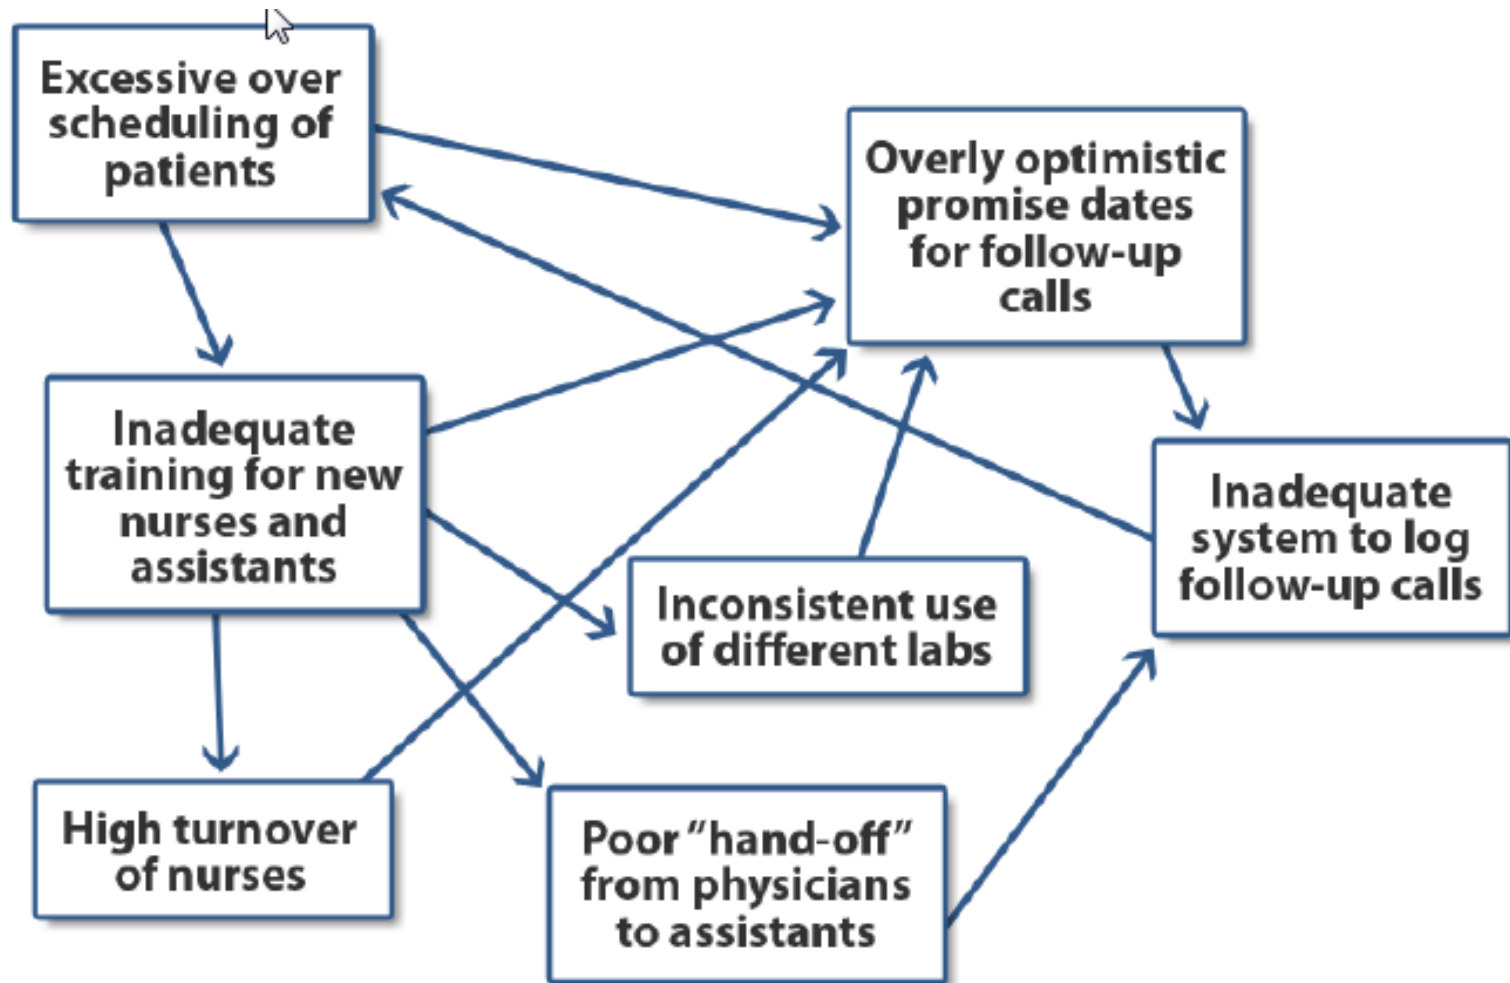 Excessive over
scheduling of
patients
Overly optimistic
promise dates
for follow-up
calls
Inadequate
training for new
nurses and
assistants
Inadequate
system to log
follow-up calls
Inconsistent use
of different labs
High turnover
of nurses
Poor "hand-off"
from physicians
to assistants